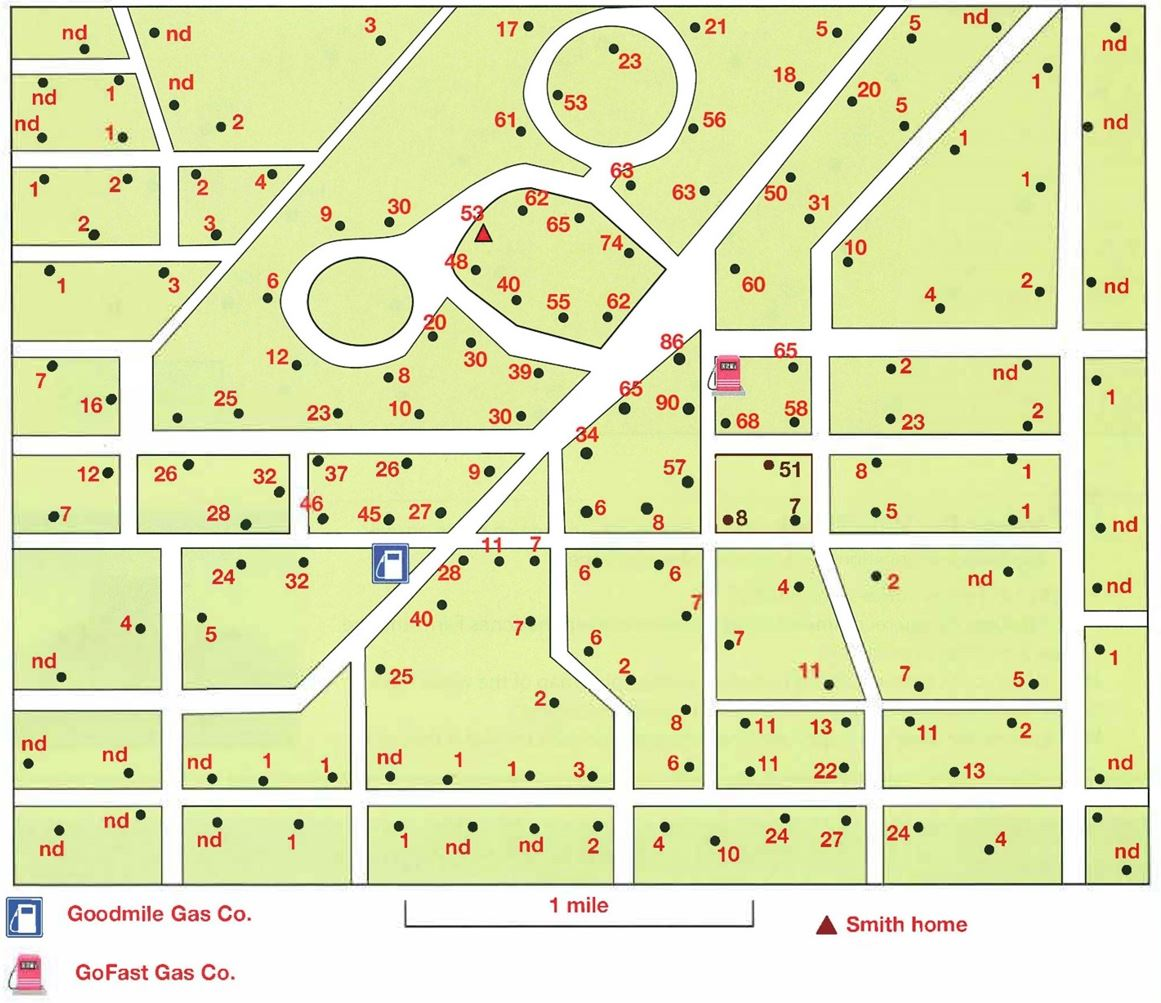 nd nd 3 17 21 5 5 nd nd
23
nd nd 1 53 18 20 5 1
nd 1 2 61 56 1 nd
1 2 2 4 63 63 50 1
2 3 9 30 53 62 65 74 31
1 3 6 48 40 55 62 60 10 4 2 nd
20 30 39 86 65
7 16 12 8 65 90 2 nd 1
25 23 10 30 34 68 58 23 2
12 26 32 37 26 9 57 51 8 1
7 28 46 45 27 6 8 8 7 5 1 nd
24 32 28 11 7 6 6 4 2 nd nd
4 5 40 7 6 7 7
nd 25 2 2 11 7 5 1
8 11 13 11 2
nd nd nd 1 1 nd 1 1 3 6 11 22 13 nd
nd nd nd 1 1 nd nd 2 4 10 24 27 24 4 nd
Goodmile Gas Co.
1 mile
Smith home
GoFast Gas Co.